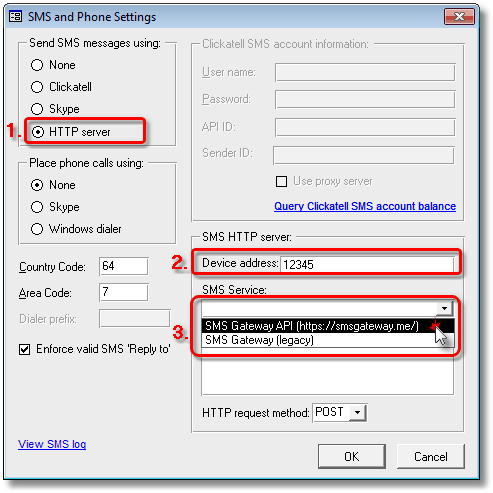 SMS and Phone Settings
Send SMS messages using:
None
Clickatell
Skype
1.
HTTP server
Place phone calls using:
None
Skype
Windows dialer
Country Code:
64
Area Code:
7
Dialer prefix:
Enforce valid SMS 'Reply to'
View SMS log
Clickatell SMS account information:
User name:
Password:
API ID:
Sender ID:
Use proxy server
Query Clickatell SMS account balance
SMS HTTP server:
2.
Device address:
12345
SMS Service:
3.
SMS Gateway API (https://smsgateway.me/)
SMS Gateway (legacy)
HTTP request method:
POST
OK
Cancel